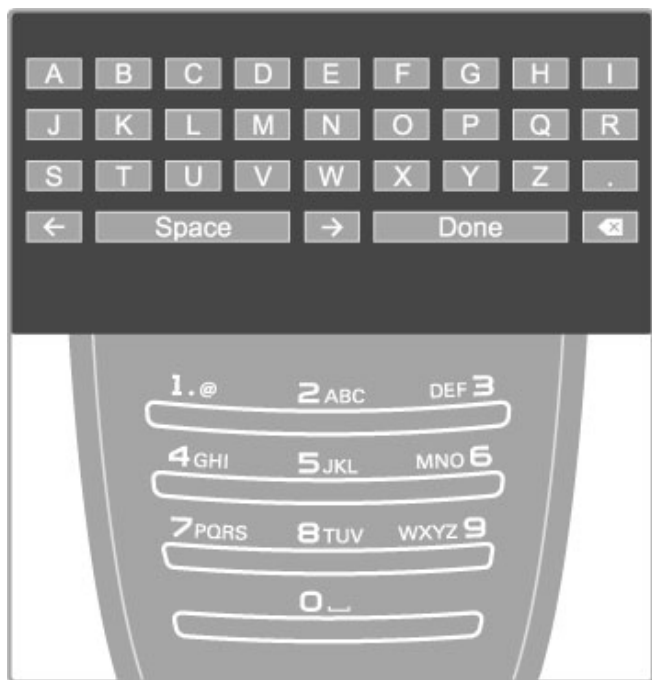 A B C D E F G H I
J K L M N O P Q R
S T U V W X Y Z .
← Space → Done
1.@ 2ABC DEF3
4GHI 5JKL MNO6
7PQRS 8TUV WXYZ9
0⎵